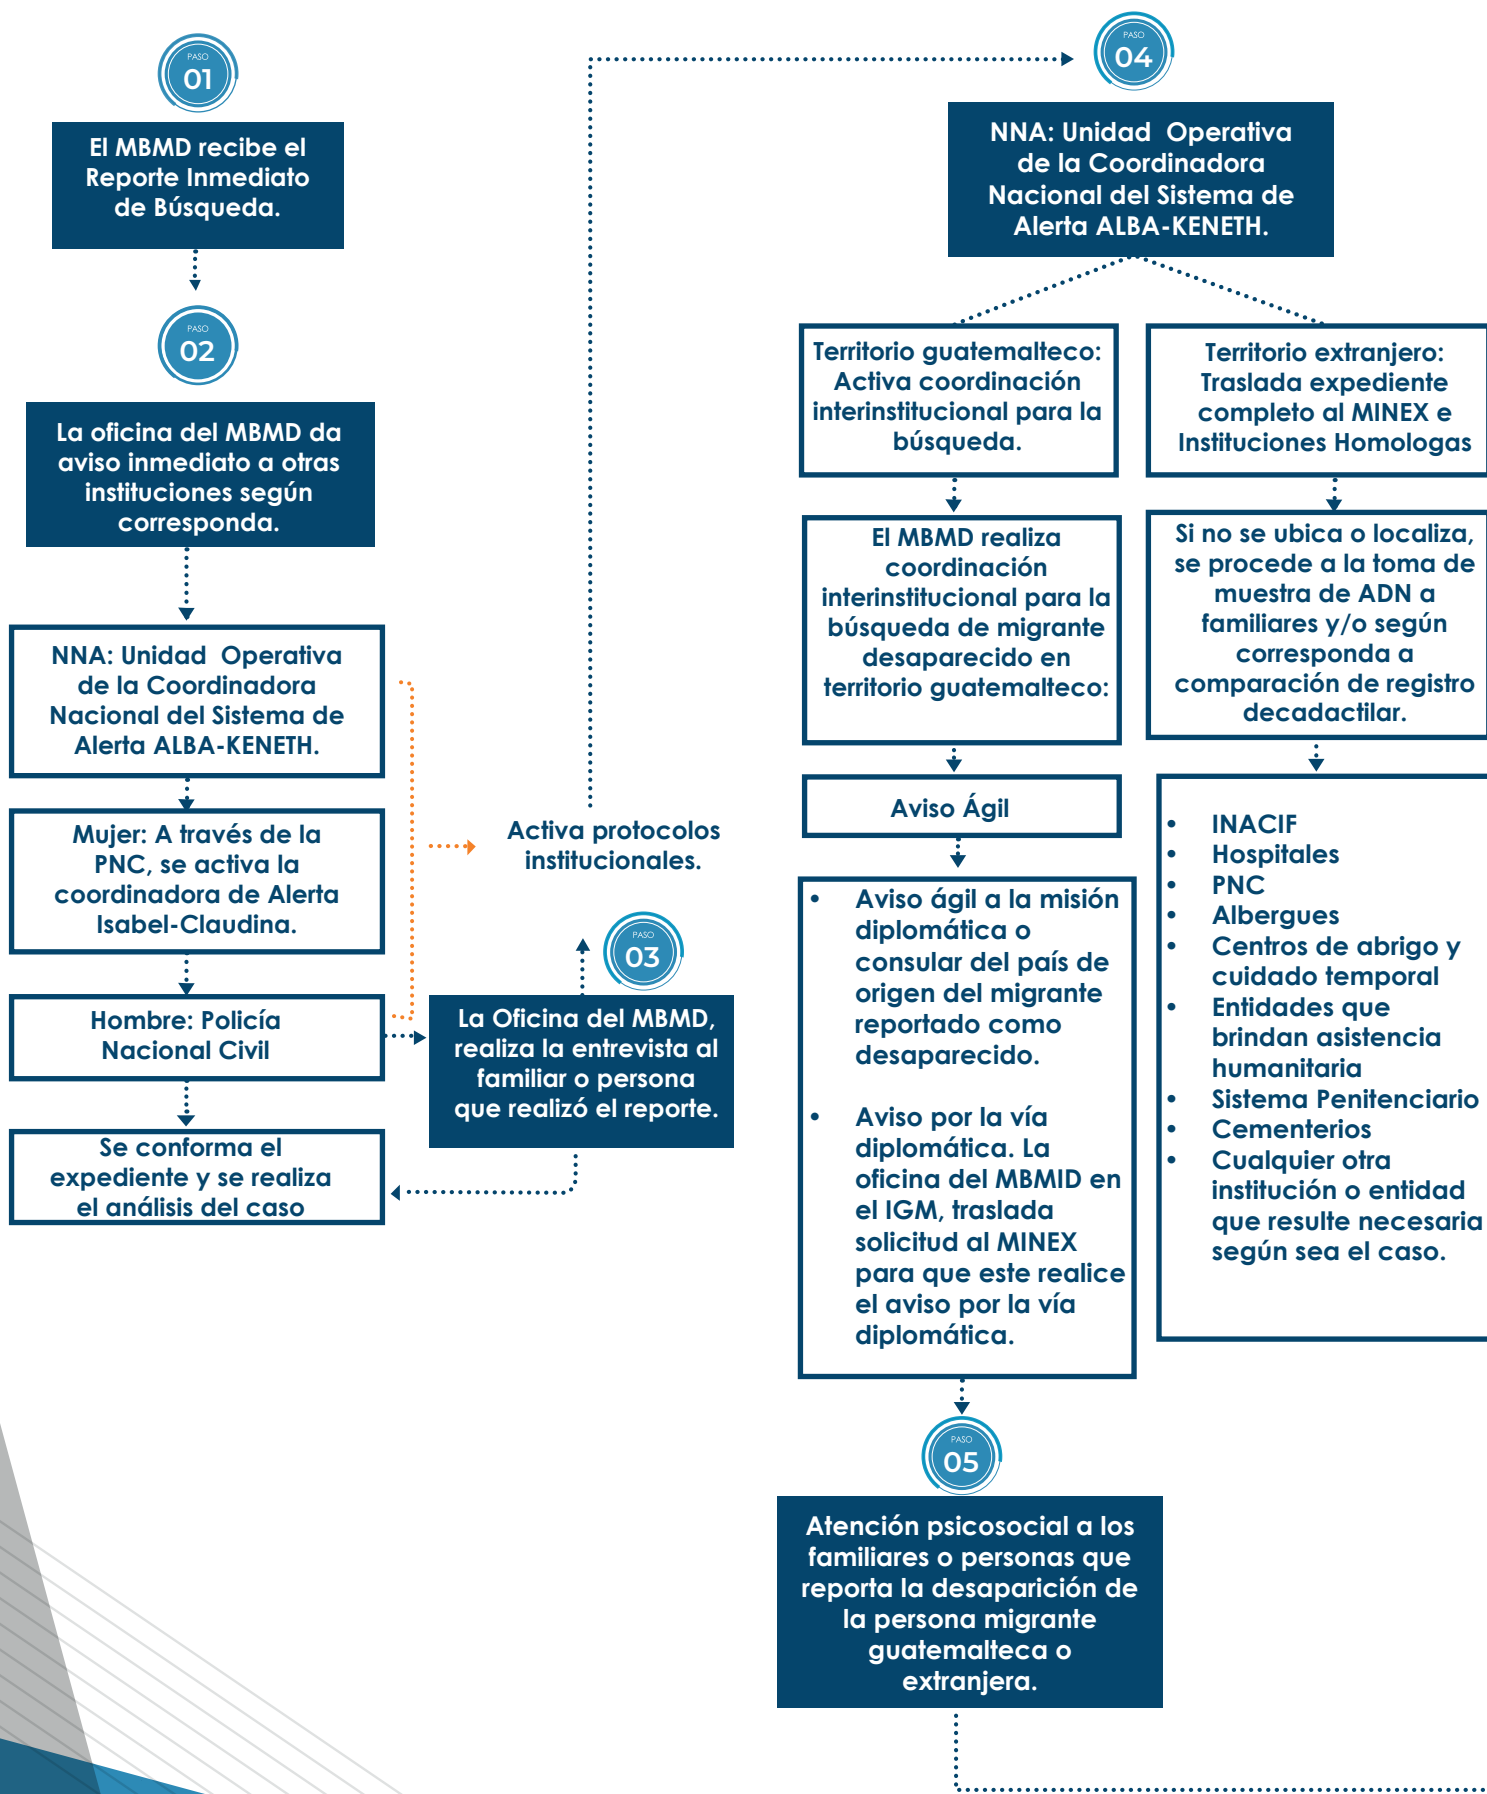 PASO
01
El MBMD recibe el
Reporte Inmediato
de Búsqueda.
PASO
02
La oficina del MBMD da
aviso inmediato a otras
instituciones según
corresponda.
NNA: Unidad Operativa
de la Coordinadora
Nacional del Sistema de
Alerta ALBA-KENETH.
Mujer: A través de la
PNC, se activa la
coordinadora de Alerta
Isabel-Claudina.
Hombre: Policía
Nacional Civil
Se conforma el
expediente y se realiza
el análisis del caso
Activa protocolos
institucionales.
PASO
03
La Oficina del MBMD,
realiza la entrevista al
familiar o persona
que realizó el reporte.
PASO
04
NNA: Unidad Operativa
de la Coordinadora
Nacional del Sistema de
Alerta ALBA-KENETH.
Territorio guatemalteco:
Activa coordinación
interinstitucional para la
búsqueda.
El MBMD realiza
coordinación
interinstitucional para la
búsqueda de migrante
desaparecido en
territorio guatemalteco:
Aviso Ágil
• Aviso ágil a la misión
diplomática o
consular del país de
origen del migrante
reportado como
desaparecido.
• Aviso por la vía
diplomática. La
oficina del MBMID en
el IGM, traslada
solicitud al MINEX
para que este realice
el aviso por la vía
diplomática.
Territorio extranjero:
Traslada expediente
completo al MINEX e
Instituciones Homologas
Si no se ubica o localiza,
se procede a la toma de
muestra de ADN a
familiares y/o según
corresponda a
comparación de registro
decadactilar.
• INACIF
• Hospitales
• PNC
• Albergues
• Centros de abrigo y
cuidado temporal
• Entidades que
brindan asistencia
humanitaria
• Sistema Penitenciario
• Cementerios
• Cualquier otra
institución o entidad
que resulte necesaria
según sea el caso.
PASO
05
Atención psicosocial a los
familiares o personas que
reporta la desaparición de
la persona migrante
guatemalteca o
extranjera.